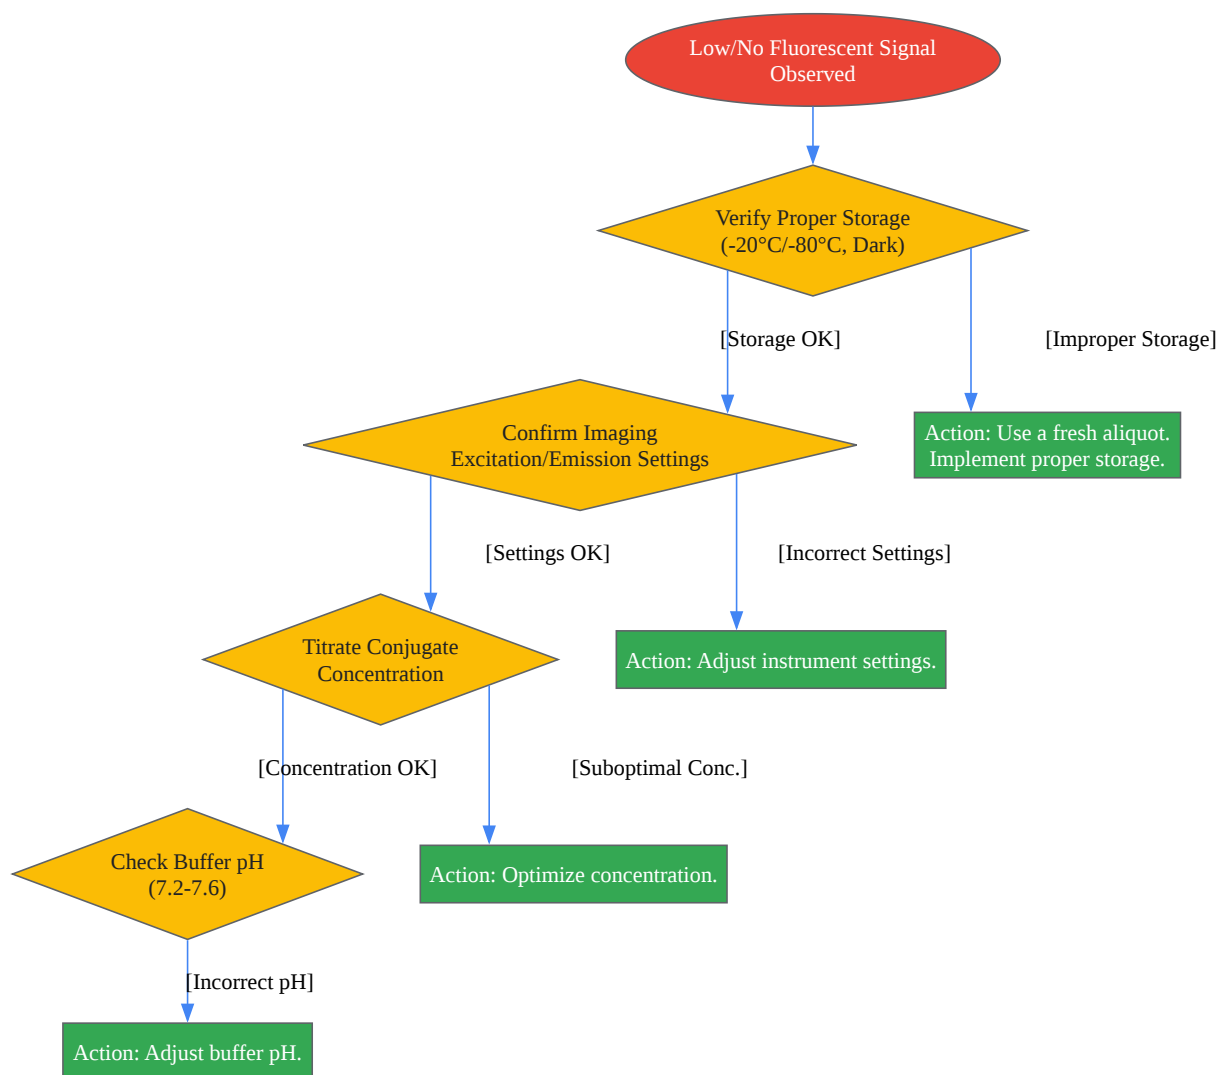 Low/No Fluorescent Signal
Observed
Verify Proper Storage
(-20°C/-80°C, Dark)
[Storage OK]
[Improper Storage]
Confirm Imaging
Excitation/Emission Settings
Action: Use a fresh aliquot.
Implement proper storage.
[Settings OK]
[Incorrect Settings]
Titrate Conjugate
Concentration
Action: Adjust instrument settings.
[Concentration OK]
[Suboptimal Conc.]
Check Buffer pH
(7.2-7.6)
Action: Optimize concentration.
[Incorrect pH]
Action: Adjust buffer pH.